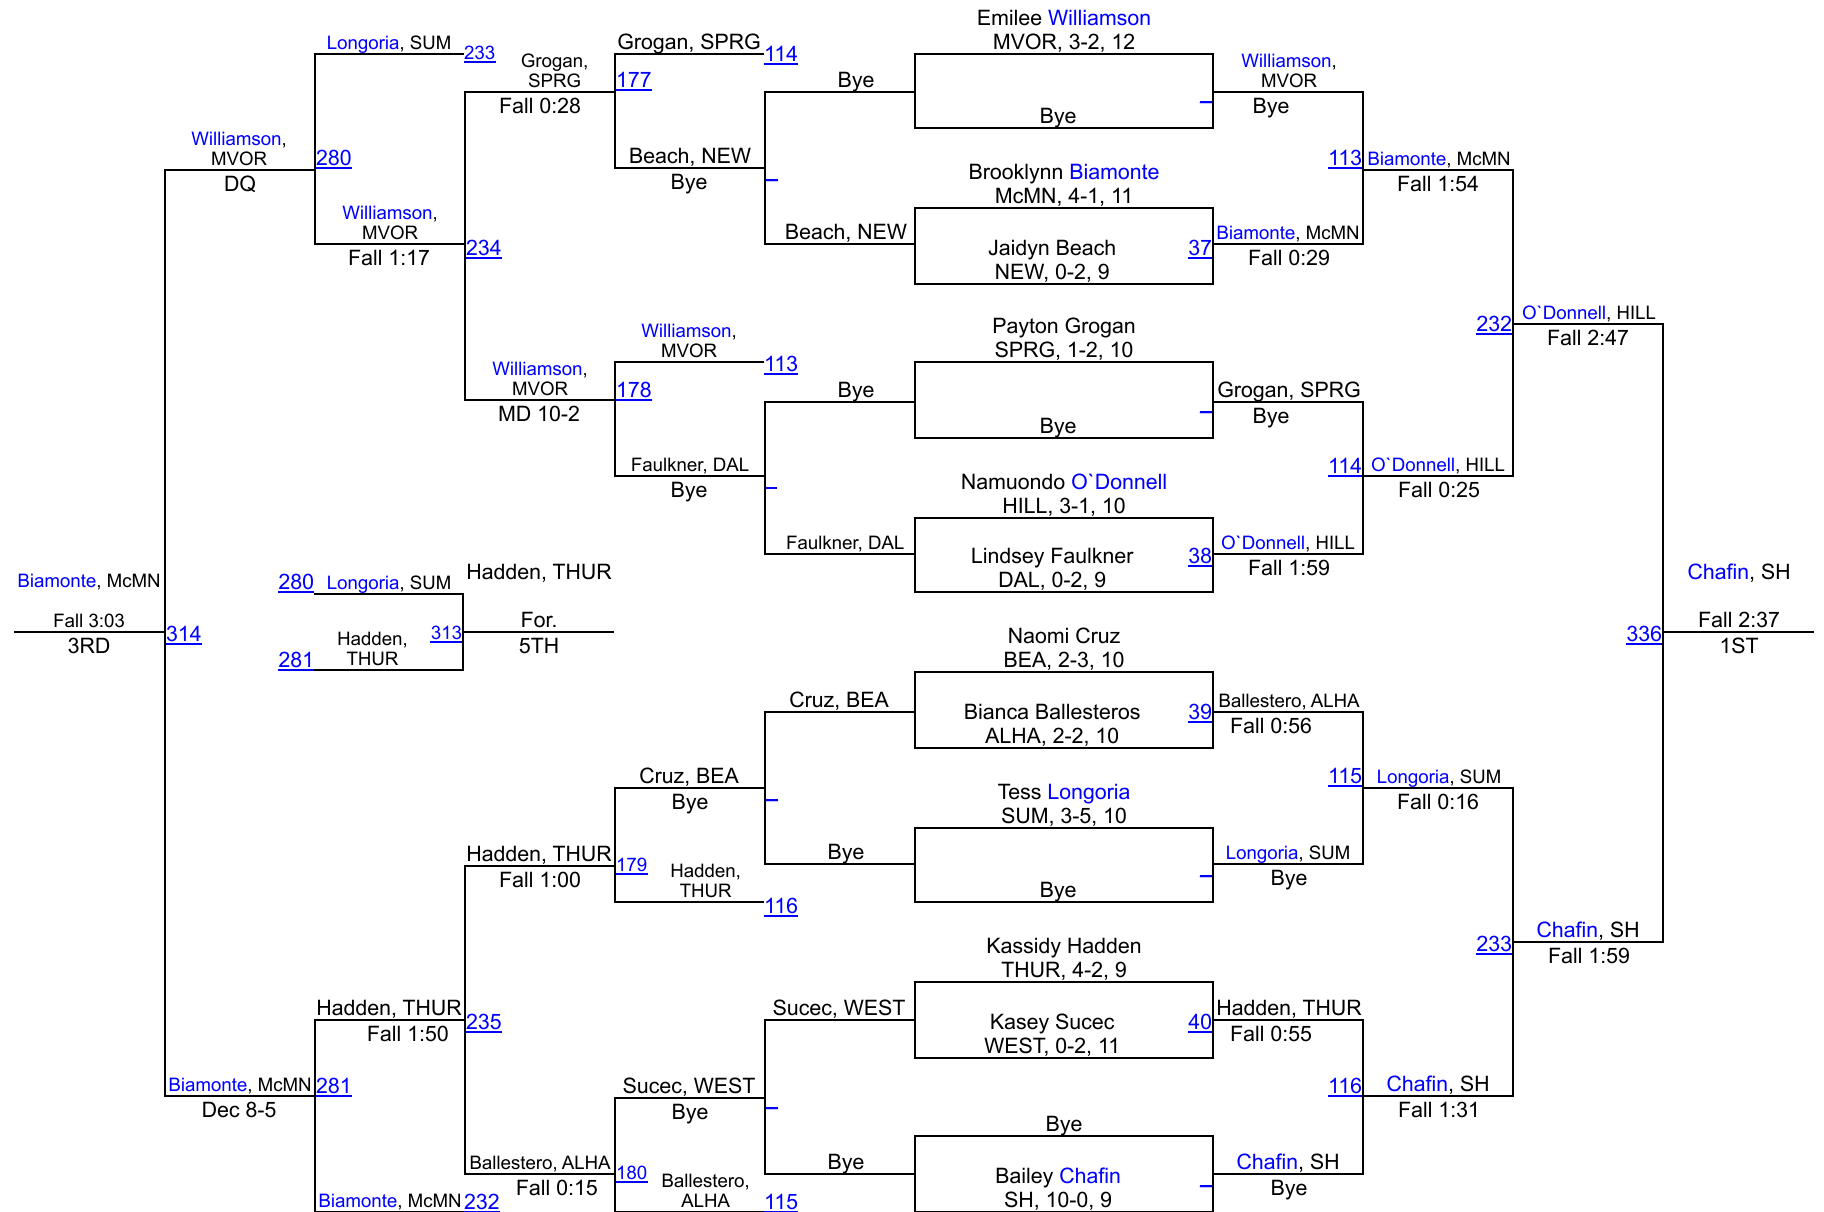 Emilee Williamson
MVOR, 3-2, 12
Longoria, SUM
233
Grogan,
SPRG
Fall 0:28
Grogan, SPRG
114
177
Bye
Bye
Williamson,
MVOR
Bye
Williamson,
MVOR
DQ
280
Beach, NEW
Bye
Brooklynn Biamonte
McMN, 4-1, 11
113
Biamonte, McMN
Fall 1:54
Williamson,
MVOR
Fall 1:17
234
Beach, NEW
Jaidyn Beach
NEW, 0-2, 9
37
Biamonte, McMN
Fall 0:29
Williamson,
MVOR
113
Payton Grogan
SPRG, 1-2, 10
232
O`Donnell, HILL
Fall 2:47
Williamson,
MVOR
MD 10-2
178
Bye
Bye
Grogan, SPRG
Bye
Faulkner, DAL
Bye
Namuondo O`Donnell
HILL, 3-1, 10
114
O`Donnell, HILL
Fall 0:25
Faulkner, DAL
Lindsey Faulkner
DAL, 0-2, 9
38
O`Donnell, HILL
Fall 1:59
Biamonte, McMN
Fall 3:03
3RD
314
280
Longoria, SUM
281
Hadden,
THUR
313
Hadden, THUR
For.
5TH
Chafin, SH
336
Fall 2:37
1ST
Naomi Cruz
BEA, 2-3, 10
Cruz, BEA
Bianca Ballesteros
ALHA, 2-2, 10
39
Ballestero, ALHA
Fall 0:56
Cruz, BEA
Bye
Tess Longoria
SUM, 3-5, 10
115
Longoria, SUM
Fall 0:16
Hadden, THUR
Fall 1:00
179
Hadden,
THUR
116
Bye
Bye
Longoria, SUM
Bye
Kassidy Hadden
THUR, 4-2, 9
233
Chafin, SH
Fall 1:59
Hadden, THUR
Fall 1:50
235
Sucec, WEST
Kasey Sucec
WEST, 0-2, 11
40
Hadden, THUR
Fall 0:55
Biamonte, McMN
Dec 8-5
281
Sucec, WEST
Bye
116
Chafin, SH
Fall 1:31
Bye
Ballestero, ALHA
Fall 0:15
180
Ballestero,
ALHA
115
Bye
Bailey Chafin
SH, 10-0, 9
Chafin, SH
Bye
Biamonte, McMN
232